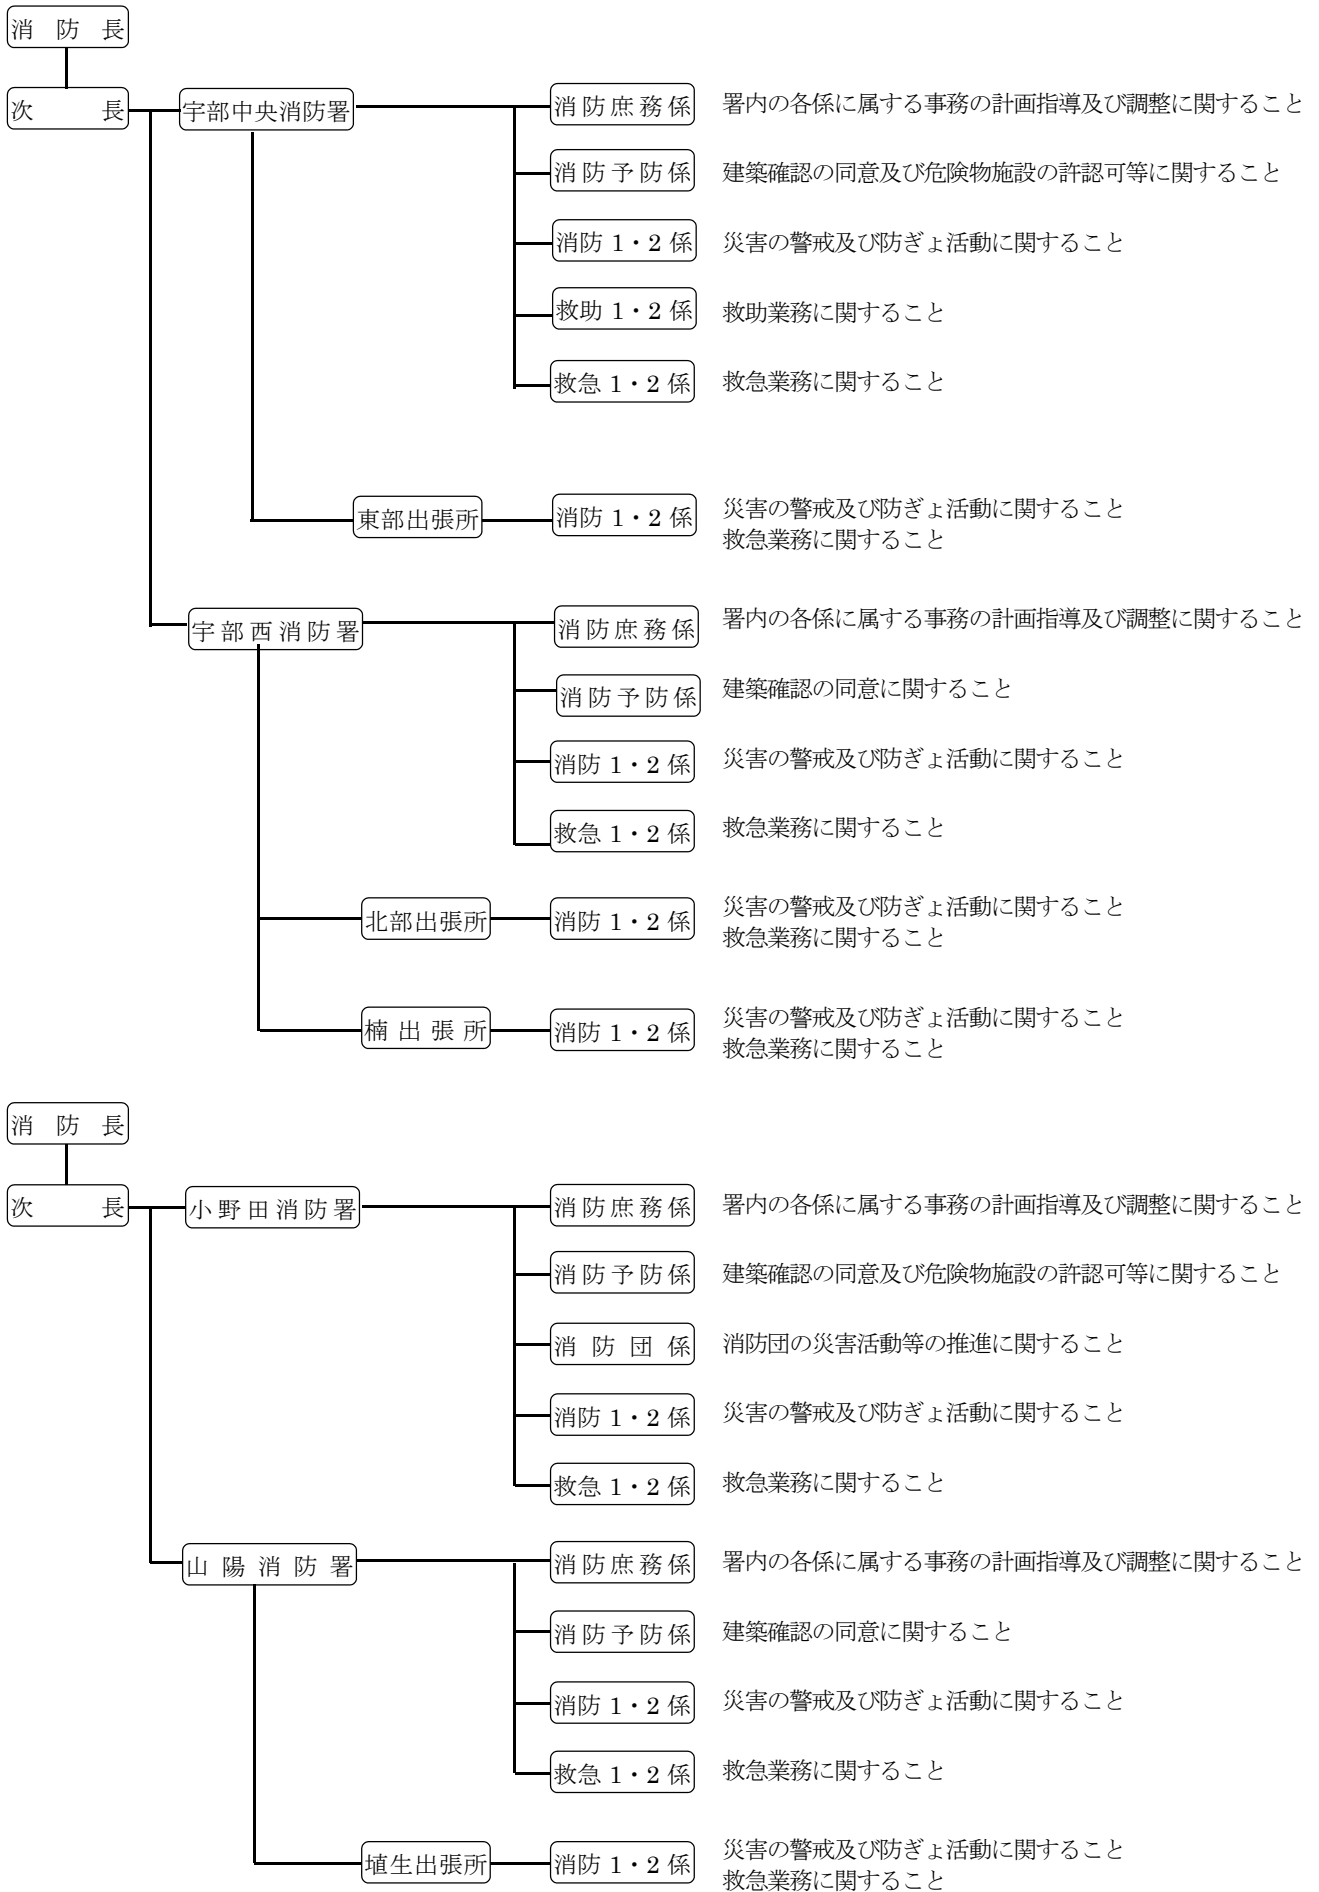 消防長
次長
宇部中央消防署
消防庶務係 署内の各係に属する事務の計画指導及び調整に関すること
消防予防係 建築確認の同意及び危険物施設の許認可等に関すること
消防 1・2 係 災害の警戒及び防ぎょ活動に関すること
救助 1・2 係 救助業務に関すること
救急 1・2 係 救急業務に関すること
東部出張所 消防 1・2 係 災害の警戒及び防ぎょ活動に関すること
救急業務に関すること
宇部西消防署
消防庶務係 署内の各係に属する事務の計画指導及び調整に関すること
消防予防係 建築確認の同意に関すること
消防 1・2 係 災害の警戒及び防ぎょ活動に関すること
救急 1・2 係 救急業務に関すること
北部出張所 消防 1・2 係 災害の警戒及び防ぎょ活動に関すること
救急業務に関すること
楠出張所 消防 1・2 係 災害の警戒及び防ぎょ活動に関すること
救急業務に関すること
消防長
次長
小野田消防署
消防庶務係 署内の各係に属する事務の計画指導及び調整に関すること
消防予防係 建築確認の同意及び危険物施設の許認可等に関すること
消防団係 消防団の災害活動等の推進に関すること
消防 1・2 係 災害の警戒及び防ぎょ活動に関すること
救急 1・2 係 救急業務に関すること
山陽消防署
消防庶務係 署内の各係に属する事務の計画指導及び調整に関すること
消防予防係 建築確認の同意に関すること
消防 1・2 係 災害の警戒及び防ぎょ活動に関すること
救急 1・2 係 救急業務に関すること
埴生出張所 消防 1・2 係 災害の警戒及び防ぎょ活動に関すること
救急業務に関すること